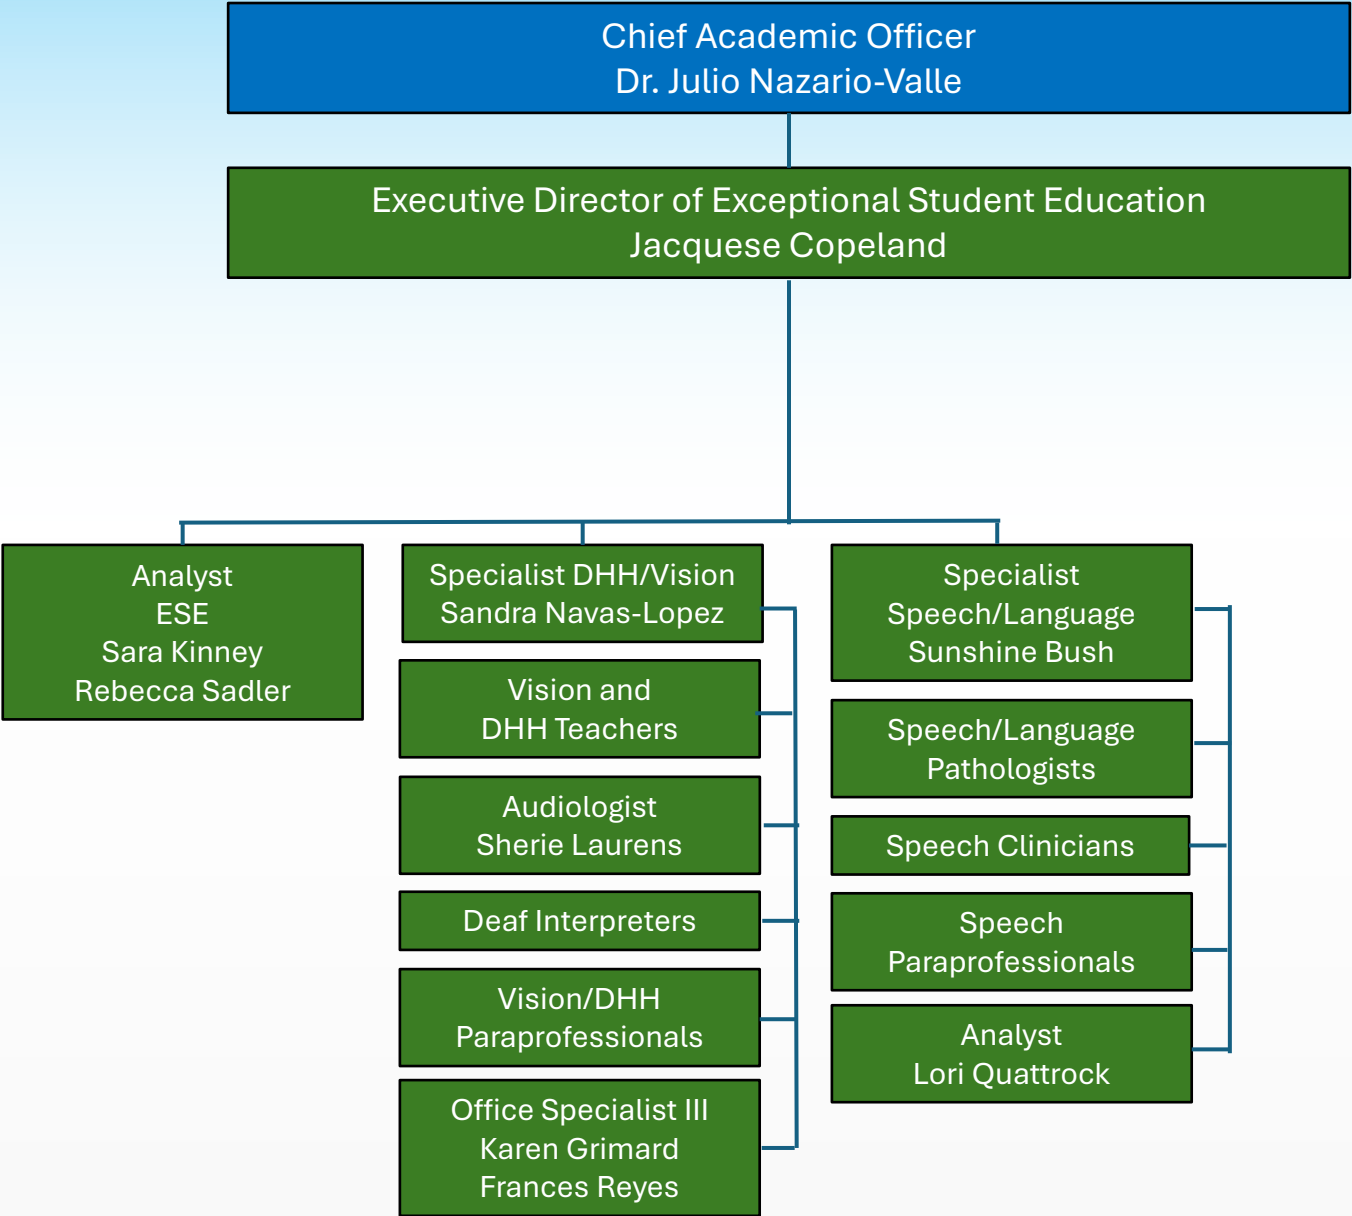 Chief Academic Officer
Dr. Julio Nazario-Valle
Executive Director of Exceptional Student Education
Jacquese Copeland
Analyst
ESE
Sara Kinney
Rebecca Sadler
Specialist DHH/Vision
Sandra Navas-Lopez
Vision and
DHH Teachers
Audiologist
Sherie Laurens
Deaf Interpreters
Vision/DHH
Paraprofessionals
Office Specialist III
Karen Grimard
Frances Reyes
Specialist
Speech/Language
Sunshine Bush
Speech/Language
Pathologists
Speech Clinicians
Speech
Paraprofessionals
Analyst
Lori Quattrock